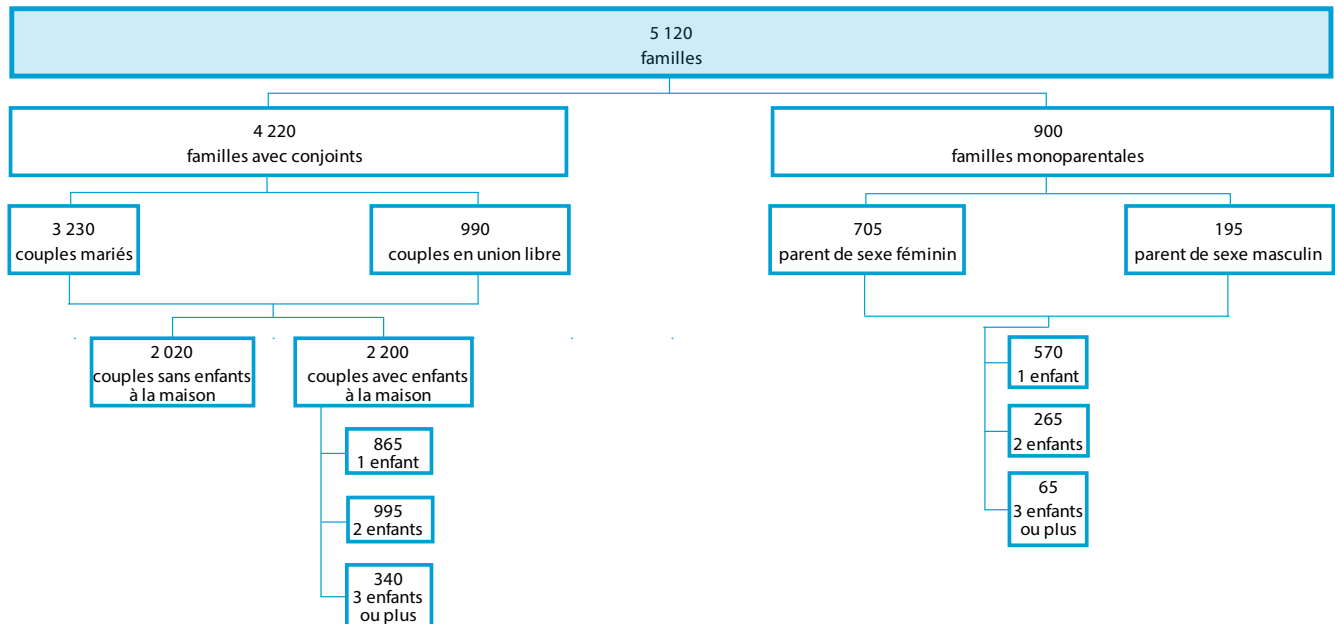 5 120
familles
4 220
familles avec conjoints
900
familles monoparentales
3 230
couples mariés
990
couples en union libre
705
parent de sexe féminin
195
parent de sexe masculin
2 020
couples sans enfants
à la maison
2 200
couples avec enfants
à la maison
865
1 enfant
995
2 enfants
340
3 enfants
ou plus
570
1 enfant
265
2 enfants
65
3 enfants
ou plus